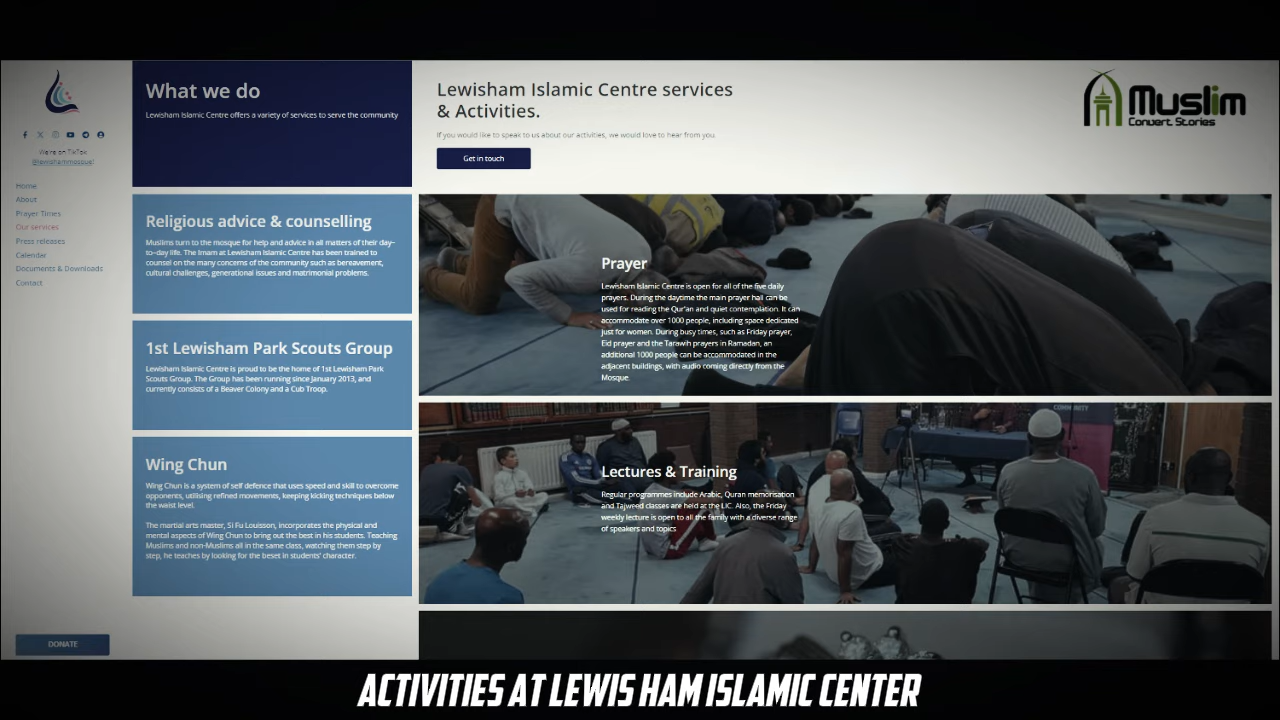 We're on TikTok
@lewishammosque
Home
About
Prayer Times
Our services
Press releases
Calendar
Documents & Downloads
Contact
DONATE
What we do
Lewisham Islamic Centre offers a variety of services to serve the community
Religious advice & counselling
Muslims turn to the mosque for help and advice in all matters of their day-
to-day life. The Imam at Lewisham Islamic Centre has been trained to
counsel on the many concerns of the community such as bereavement,
cultural challenges, generational issues and matrimonial problems.
1st Lewisham Park Scouts Group
Lewisham Islamic Centre is proud to be the home of 1st Lewisham Park
Scouts Group. The Group has been running since January 2013, and
currently consists of a Beaver Colony and a Cub Troop.
Wing Chun
Wing Chun is a system of self defence that uses speed and skill to overcome
opponents, utilising refined movements, keeping kicking techniques below
the waist level.
The martial arts master, Si Fu Louisson, incorporates the physical and
mental aspects of Wing Chun to bring out the best in his students. Teaching
Muslims and non-Muslims all in the same class, watching them step by
step, he teaches by looking for the beset in students' character.
Lewisham Islamic Centre services
& Activities.
If you would like to speak to us about our activities, we would love to hear from you.
Get in touch
Muslim
Convert Stories
Prayer
Lewisham Islamic Centre is open for all of the five daily
prayers. During the daytime the main prayer hall can be
used for reading the Qur'an and quiet contemplation. It can
accommodate over 1000 people, including space dedicated
just for women. During busy times, such as Friday prayer,
Eid prayer and the Tarawih prayers in Ramadan, an
additional 1000 people can be accommodated in the
adjacent buildings, with audio coming directly from the
Mosque.
COMMUNITY
Lectures & Training
Regular programmes include Arabic, Quran memorisation
and Tajweed classes are held at the LIC. Also, the Friday
weekly lecture is open to all the family with a diverse range
of speakers and topics
ACTIVITIES AT LEWIS HAM ISLAMIC CENTER